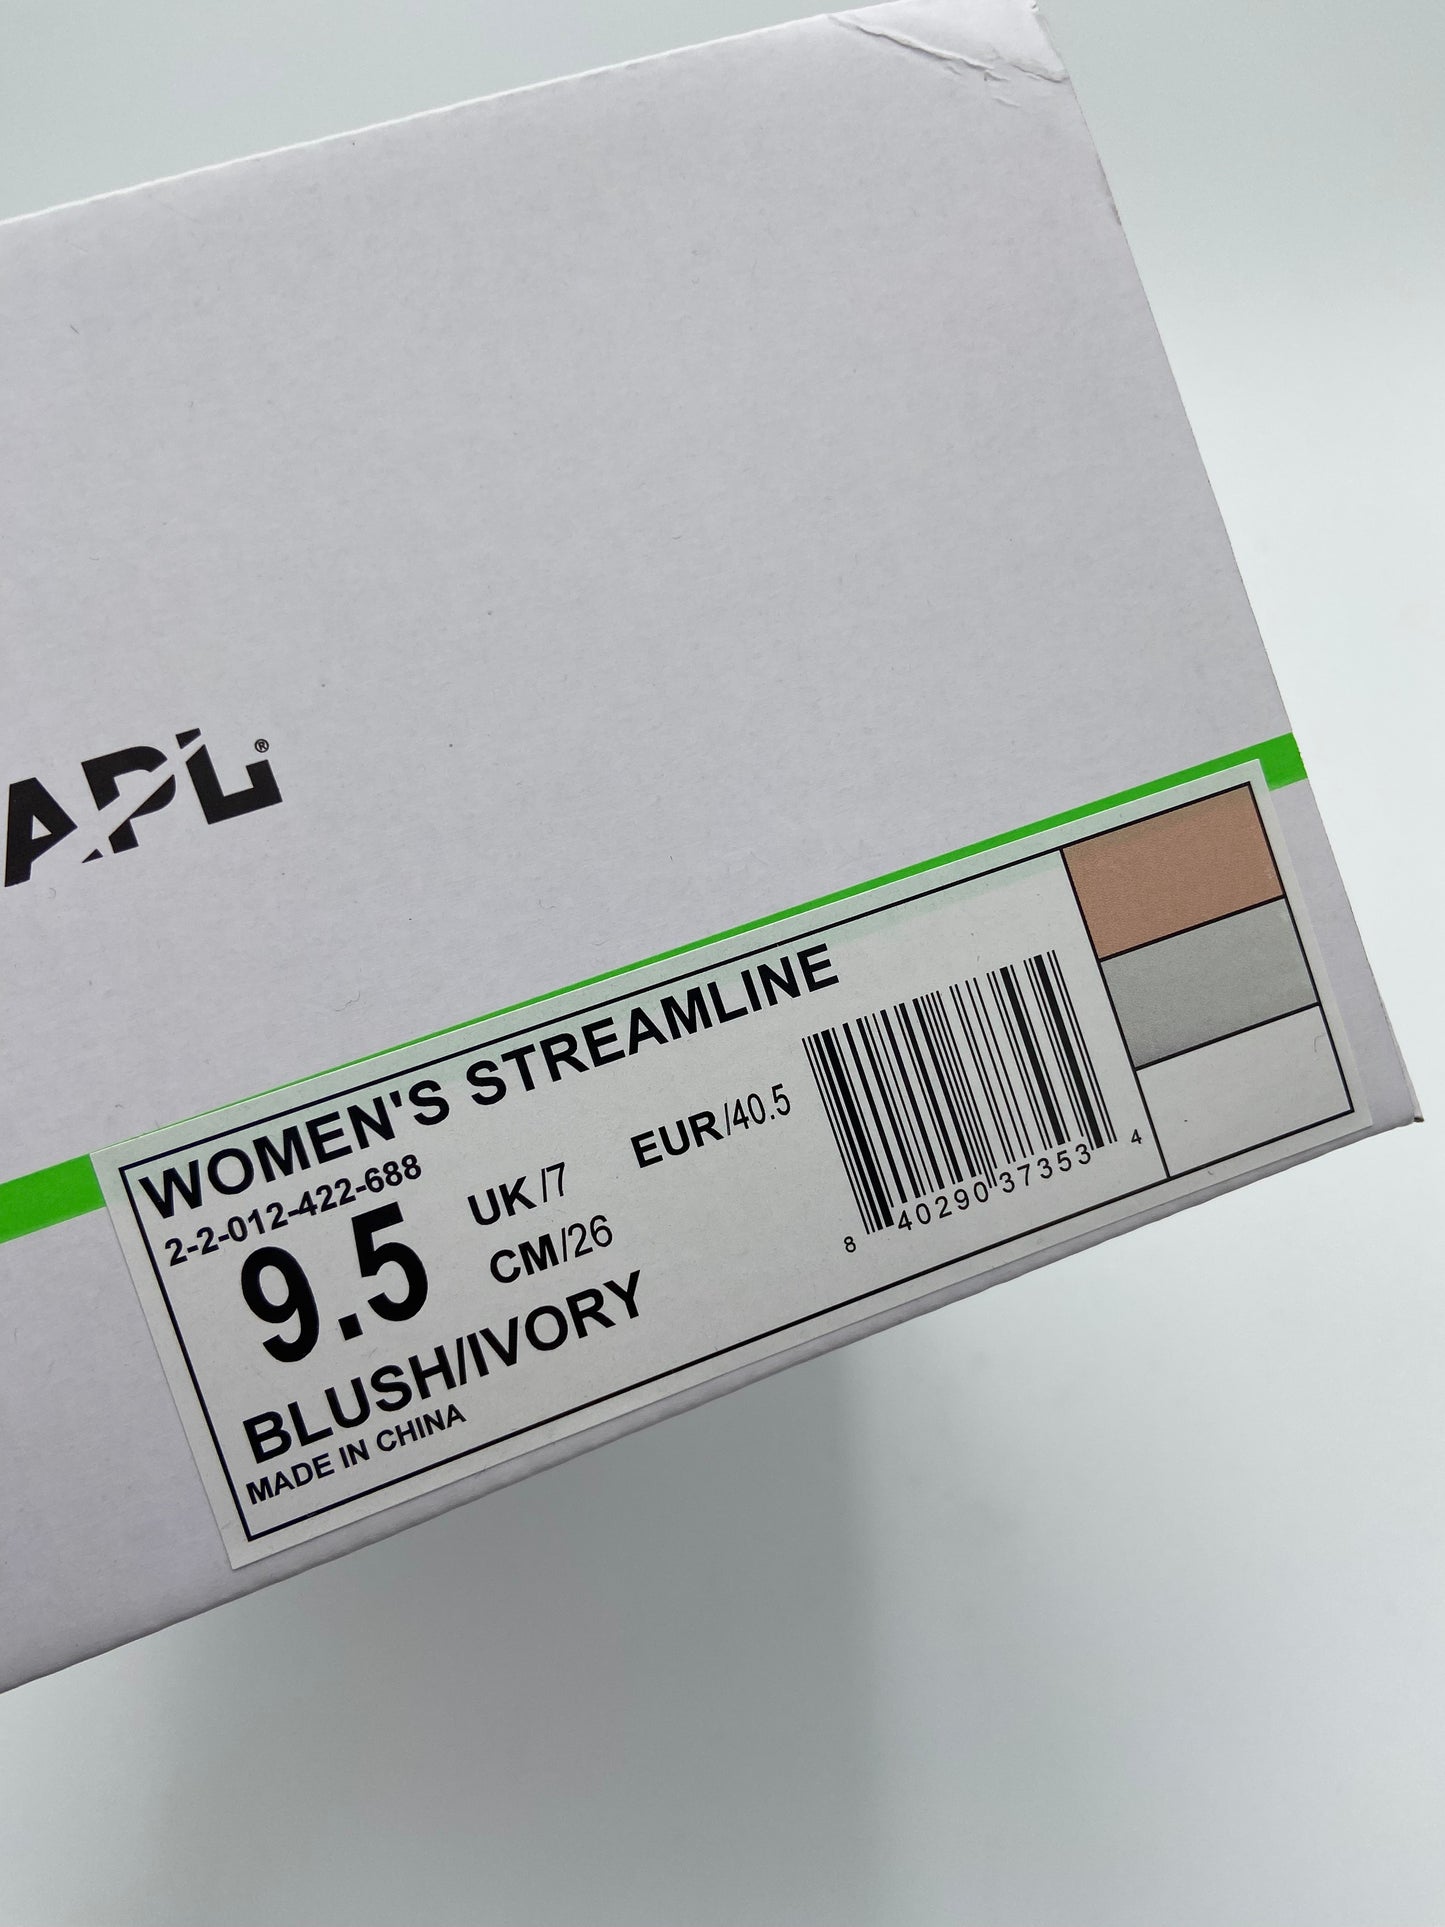 APL®
WOMEN'S STREAMLINE
2-2-012-422-688
9.5
UK/7
EUR/40.5
CM/26
BLUSH/IVORY
MADE IN CHINA
8 40290 37353 4